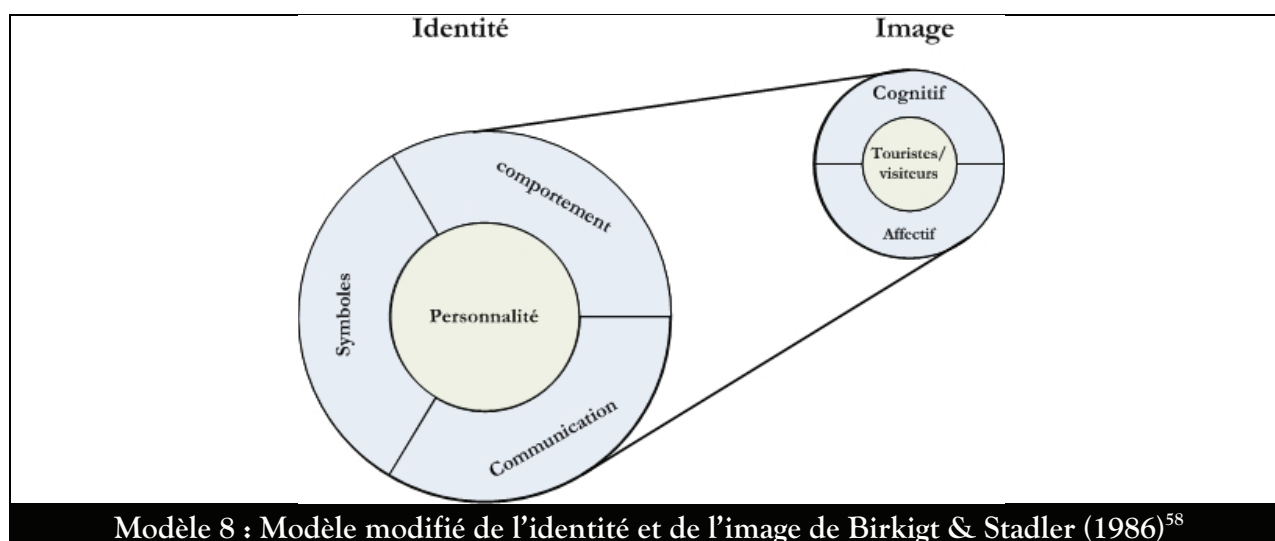 Identité
Image
Cognitif
Touristes/
visiteurs
Affectif
comportement
Symboles
Personnalité
Communication
Modèle 8 : Modèle modifié de l’identité et de l’image de Birkigt & Stadler (1986)58